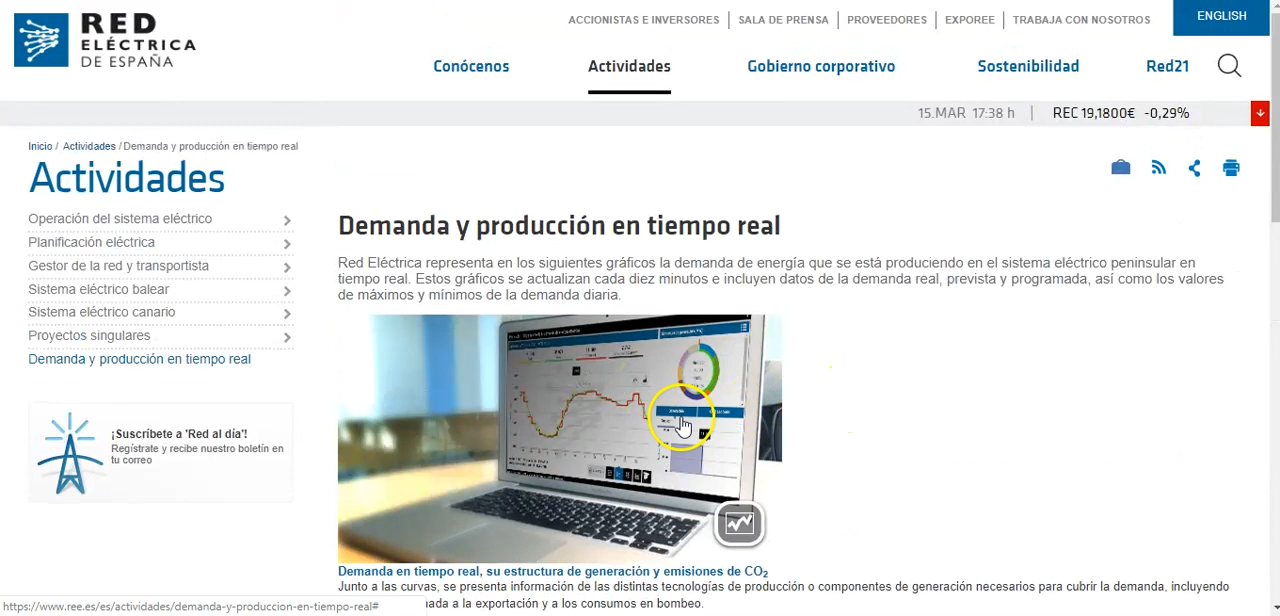 RED
ELÉCTRICA
DE ESPAÑA
ACCIONISTAS E INVERSORES
SALA DE PRENSA
PROVEEDORES
EXPOREE
TRABAJA CON NOSOTROS
ENGLISH
Conócenos
Actividades
Gobierno corporativo
Sostenibilidad
Red21
15.MAR 17:38 h
REC 19,1800€ -0,29%
Inicio / Actividades / Demanda y producción en tiempo real
Actividades
Operación del sistema eléctrico
Planificación eléctrica
Gestor de la red y transportista
Sistema eléctrico balear
Sistema eléctrico canario
Proyectos singulares
Demanda y producción en tiempo real
¡Suscríbete a 'Red al día'!
Regístrate y recibe nuestro boletín en
tu correo
Demanda y producción en tiempo real
Red Eléctrica representa en los siguientes gráficos la demanda de energía que se está produciendo en el sistema eléctrico peninsular en
tiempo real. Estos gráficos se actualizan cada diez minutos e incluyen datos de la demanda real, prevista y programada, así como los valores
de máximos y mínimos de la demanda diaria.
Demanda en tiempo real, su estructura de generación y emisiones de CO₂
Junto a las curvas, se presenta información de las distintas tecnologías de producción o componentes de generación necesarios para cubrir la demanda, incluyendo
nada a la exportación y a los consumos en bombeo.
https://www.ree.es/es/actividades/demanda-y-produccion-en-tiempo-real#